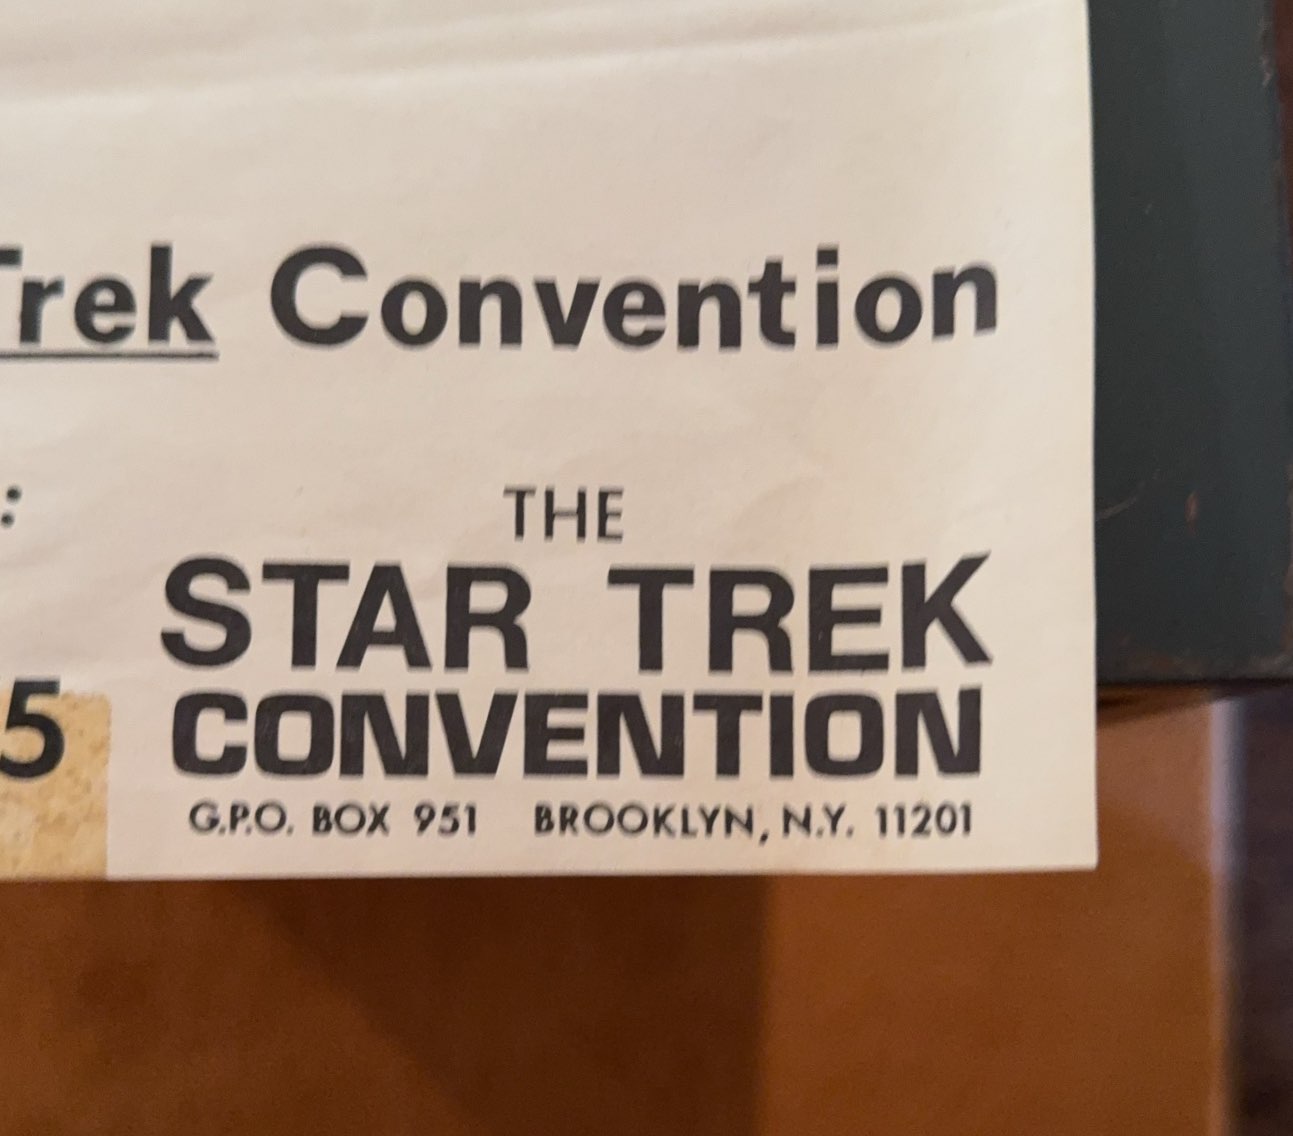 Trek Convention
:
THE
STAR TREK
5
CONVENTION
G.P.O. BOX 951 BROOKLYN, N.Y. 11201